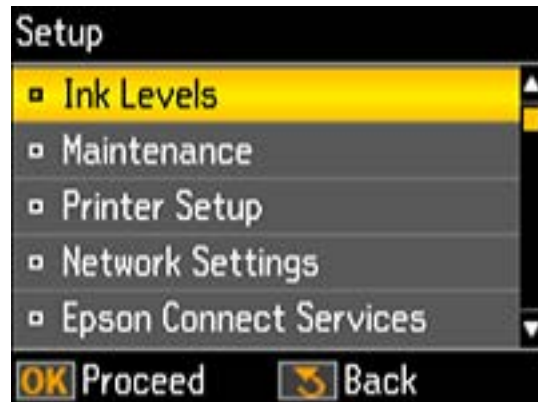 Setup
Ink Levels
Maintenance
Printer Setup
Network Settings
Epson Connect Services
OK Proceed Back